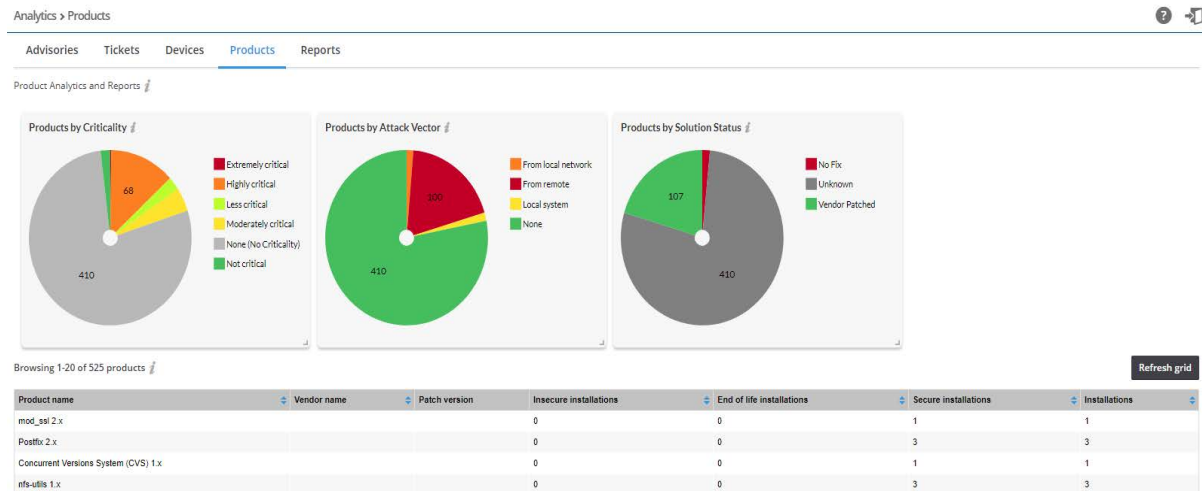 Analytics > Products
?
Advisories Tickets Devices Products Reports
Product Analytics and Reports i
Products by Criticality i
68
410
Extremely critical
Highly critical
Less critical
Moderately critical
None (No Criticality)
Not critical
Products by Attack Vector i
100
410
From local network
From remote
Local system
None
Products by Solution Status i
107
410
No Fix
Unknown
Vendor Patched
Browsing 1-20 of 525 products i
Refresh grid
Product name Vendor name Patch version Insecure installations End of life installations Secure installations Installations
mod_ssl 2.x 0 0 1 1
Postfix 2.x 0 0 3 3
Concurrent Versions System (CVS) 1.x 0 0 1 1
nfs-utils 1.x 0 0 3 3